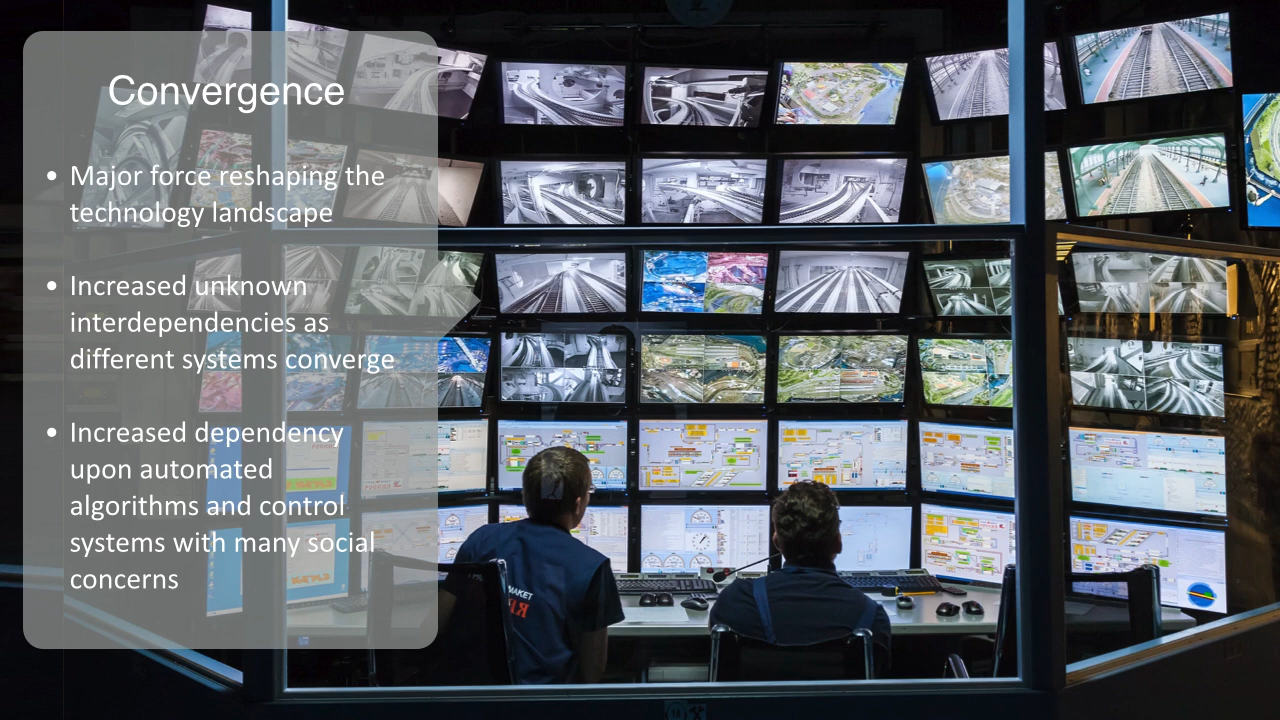 Convergence
• Major force reshaping the
technology landscape
• Increased unknown
interdependencies as
different systems converge
• Increased dependency
upon automated
algorithms and control
systems with many social
concerns
МАКЕТ